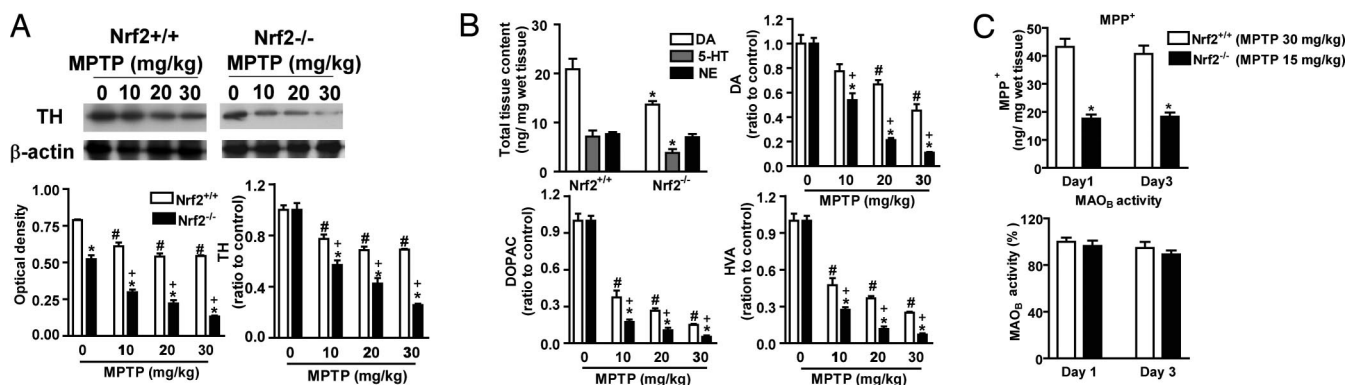 A
Nrf2+/+ Nrf2-/-
MPTP (mg/kg) MPTP (mg/kg)
0 10 20 30 0 10 20 30
TH
β-actin
Optical density
1.00
0.75
0.50
0.25
0.00
Nrf2+/+
Nrf2-/-
* # + * # + * # + *
0 10 20 30
MPTP (mg/kg)
TH
(ratio to control)
1.2
1.0
0.8
0.6
0.4
0.2
0.0
# + * # + * # + *
0 10 20 30
MPTP (mg/kg)
B
Total tissue content
(ng/ mg wet tissue)
30
20
10
0
DA
5-HT
NE
* *
Nrf2+/+ Nrf2-/-
DA
(ratio to control)
1.2
1.0
0.8
0.6
0.4
0.2
0.0
+ * # + * # + *
0 10 20 30
MPTP (mg/kg)
DOPAC
(ratio to control)
1.2
0.9
0.6
0.3
0.0
# + * # + * # + *
0 10 20 30
MPTP (mg/kg)
HVA
(ration to control)
1.2
0.9
0.6
0.3
0.0
# + * # + * # + *
0 10 20 30
MPTP (mg/kg)
C
MPP+
MPP+
(ng/ mg wet tissue)
50
40
30
20
10
0
Nrf2+/+ (MPTP 30 mg/kg)
Nrf2-/- (MPTP 15 mg/kg)
* *
Day1 Day3
MAOB activity
MAOB activity (% )
120
80
40
0
Day 1 Day 3